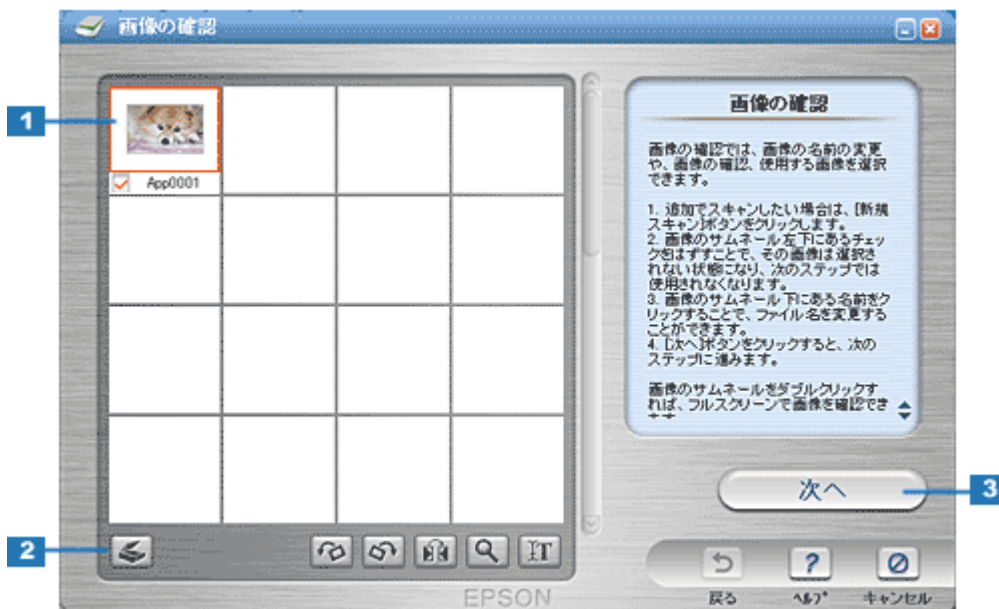 画像の確認
1
App0001
2
EPSON
画像の確認
画像の確認では、画像の名前の変更
や、画像の確認、使用する画像を選択
できます。
1. 追加でスキャンしたい場合は、[新規
スキャン]ボタンをクリックします。
2. 画像のサムネール左下にあるチェッ
クをはずすことで、その画像は選択さ
れない状態になり、次のステップでは
使用されなくなります。
3. 画像のサムネール下にある名前をク
リックすることで、ファイル名を変更する
ことができます。
4. [次へ]ボタンをクリックすると、次の
ステップに進みます。
画像のサムネールをダブルクリックす
れば、フルスクリーンで画像を確認でき
次へ
3
戻る
ヘルプ
キャンセル